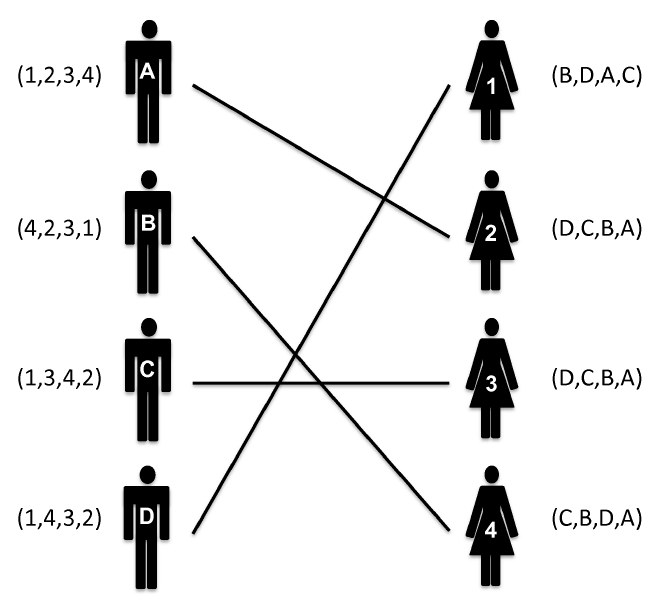 (1,2,3,4) A 1 (B,D,A,C)
(4,2,3,1) B 2 (D,C,B,A)
(1,3,4,2) C 3 (D,C,B,A)
(1,4,3,2) D 4 (C,B,D,A)